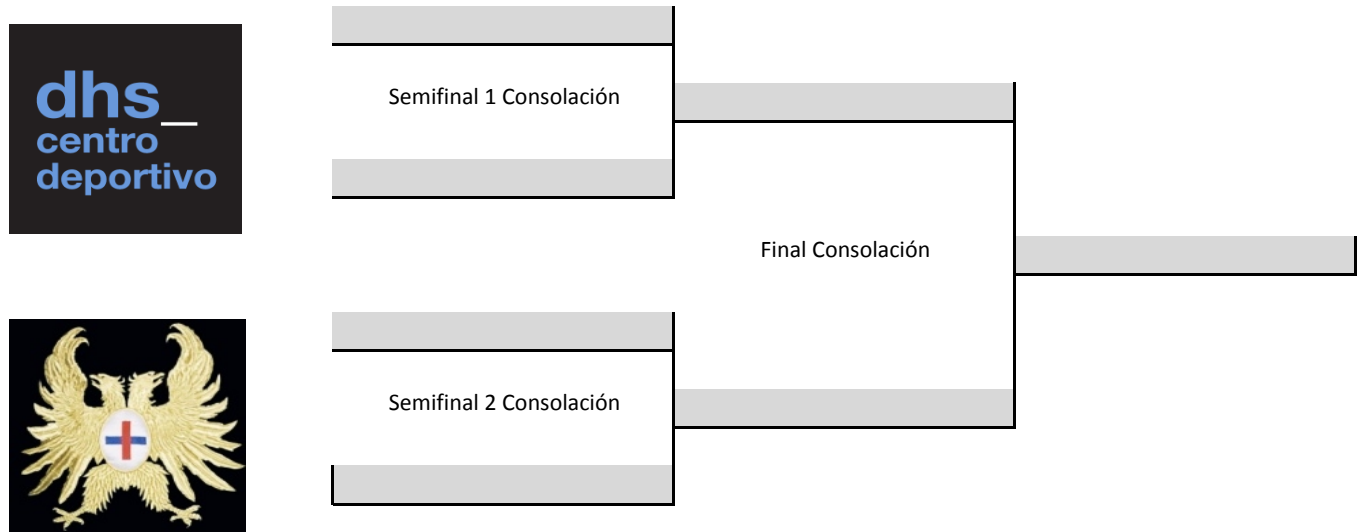 dhs_
centro
deportivo
Semifinal 1 Consolación
Final Consolación
Semifinal 2 Consolación